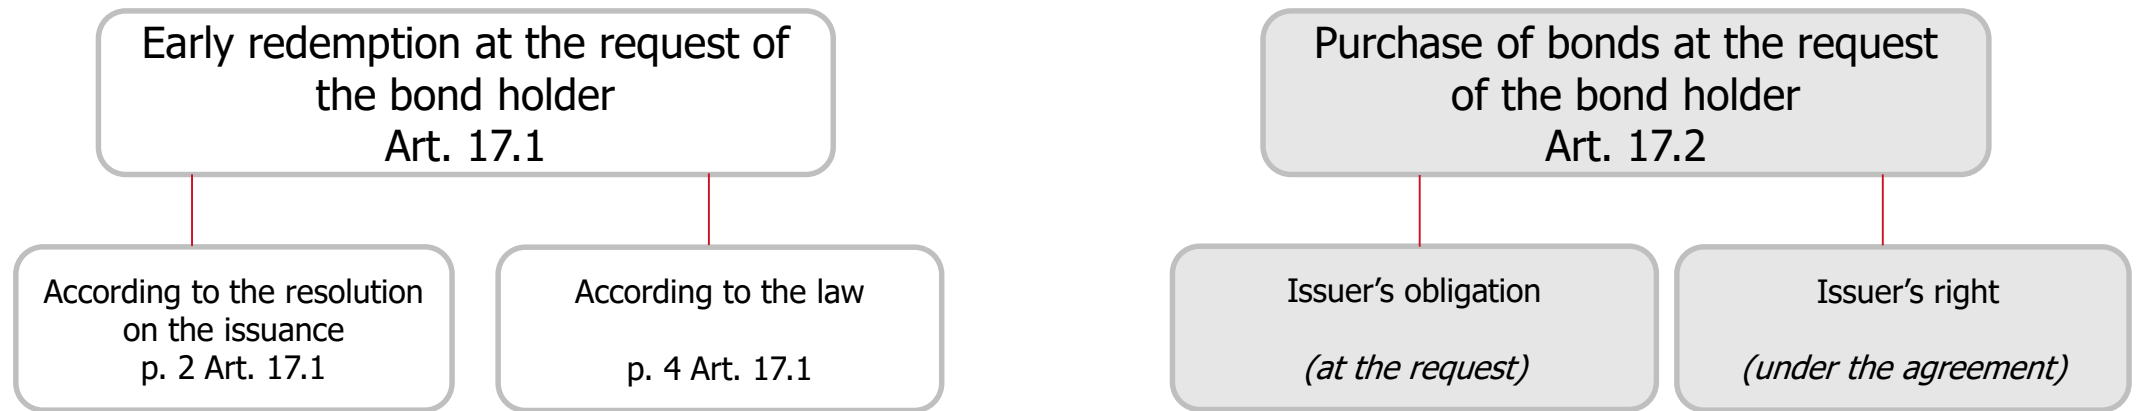 Early redemption at the request of
the bond holder
Art. 17.1
Purchase of bonds at the request
of the bond holder
Art. 17.2
According to the resolution
on the issuance
p. 2 Art. 17.1
According to the law
p. 4 Art. 17.1
Issuer’s obligation
(at the request)
Issuer’s right
(under the agreement)